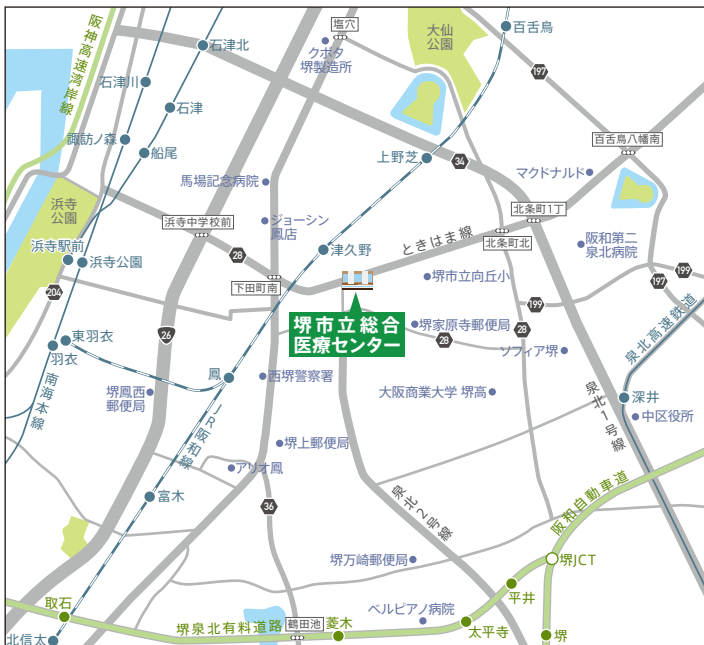 塩穴
大仙
公園
百舌鳥
阪神高速湾岸線
石津北
クボタ
堺製造所
197
石津川
石津
諏訪ノ森
船尾
百舌鳥八幡南
上野芝
34
マクドナルド
馬場記念病院
浜寺
公園
浜寺中学校前
ジョーシン
鳳店
北条町1丁
ときはま線
北条町北
阪和第二
泉北病院
浜寺駅前
浜寺公園
28
津久野
下田町南
堺市立向丘小
199
197
204
199
堺市立総合
医療センター
堺家原寺郵便局
28
28
泉北高速鉄道
26
東羽衣
羽衣
ソフィア堺
鳳
西堺警察署
堺鳳西
郵便局
大阪商業大学 堺高
深井
中区役所
南海本線
JR阪和線
泉北1号線
堺上郵便局
アリオ鳳
富木
36
泉北2号線
阪和自動車道
堺万崎郵便局
堺JCT
平井
取石
ベルピアノ病院
堺泉北有料道路
鶴田池
菱木
太平寺
堺
北信太